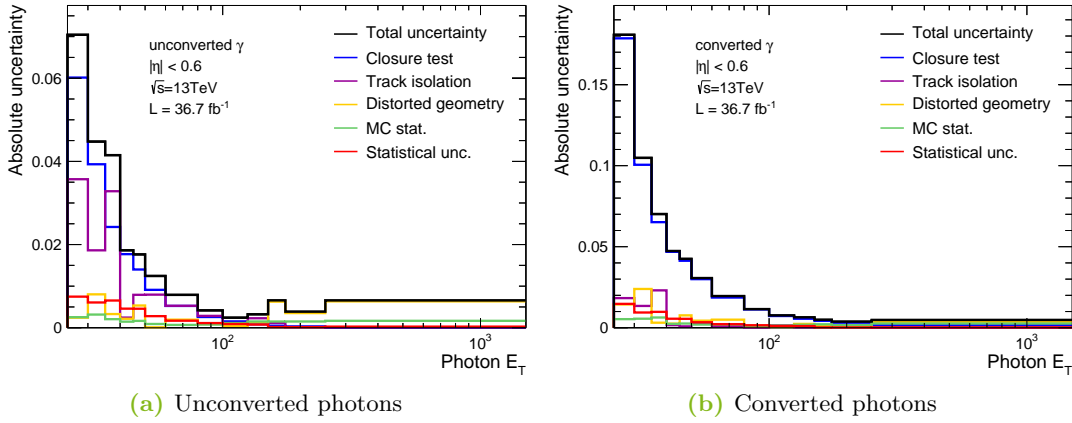 Absolute uncertainty
0.06
0.04
0.02
0
unconverted γ
|η| < 0.6
√s=13TeV
L = 36.7 fb⁻¹
Total uncertainty
Closure test
Track isolation
Distorted geometry
MC stat.
Statistical unc.
10²
10³
Photon E_T
(a) Unconverted photons
Absolute uncertainty
0.15
0.1
0.05
0
converted γ
|η| < 0.6
√s=13TeV
L = 36.7 fb⁻¹
Total uncertainty
Closure test
Track isolation
Distorted geometry
MC stat.
Statistical unc.
10²
10³
Photon E_T
(b) Converted photons